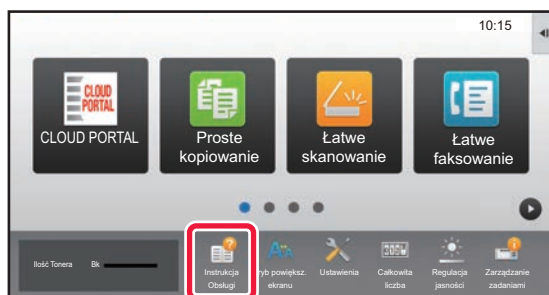 10:15
CLOUD
PORTAL
CLOUD PORTAL
Proste
kopiowanie
Łatwe
skanowanie
Łatwe
faksowanie
Ilość Tonera Bk
Instrukcja
Obsługi
ryb powiększ.
ekranu
Ustawienia
Całkowita
liczba
Regulacja
jasności
Zarządzanie
zadaniami